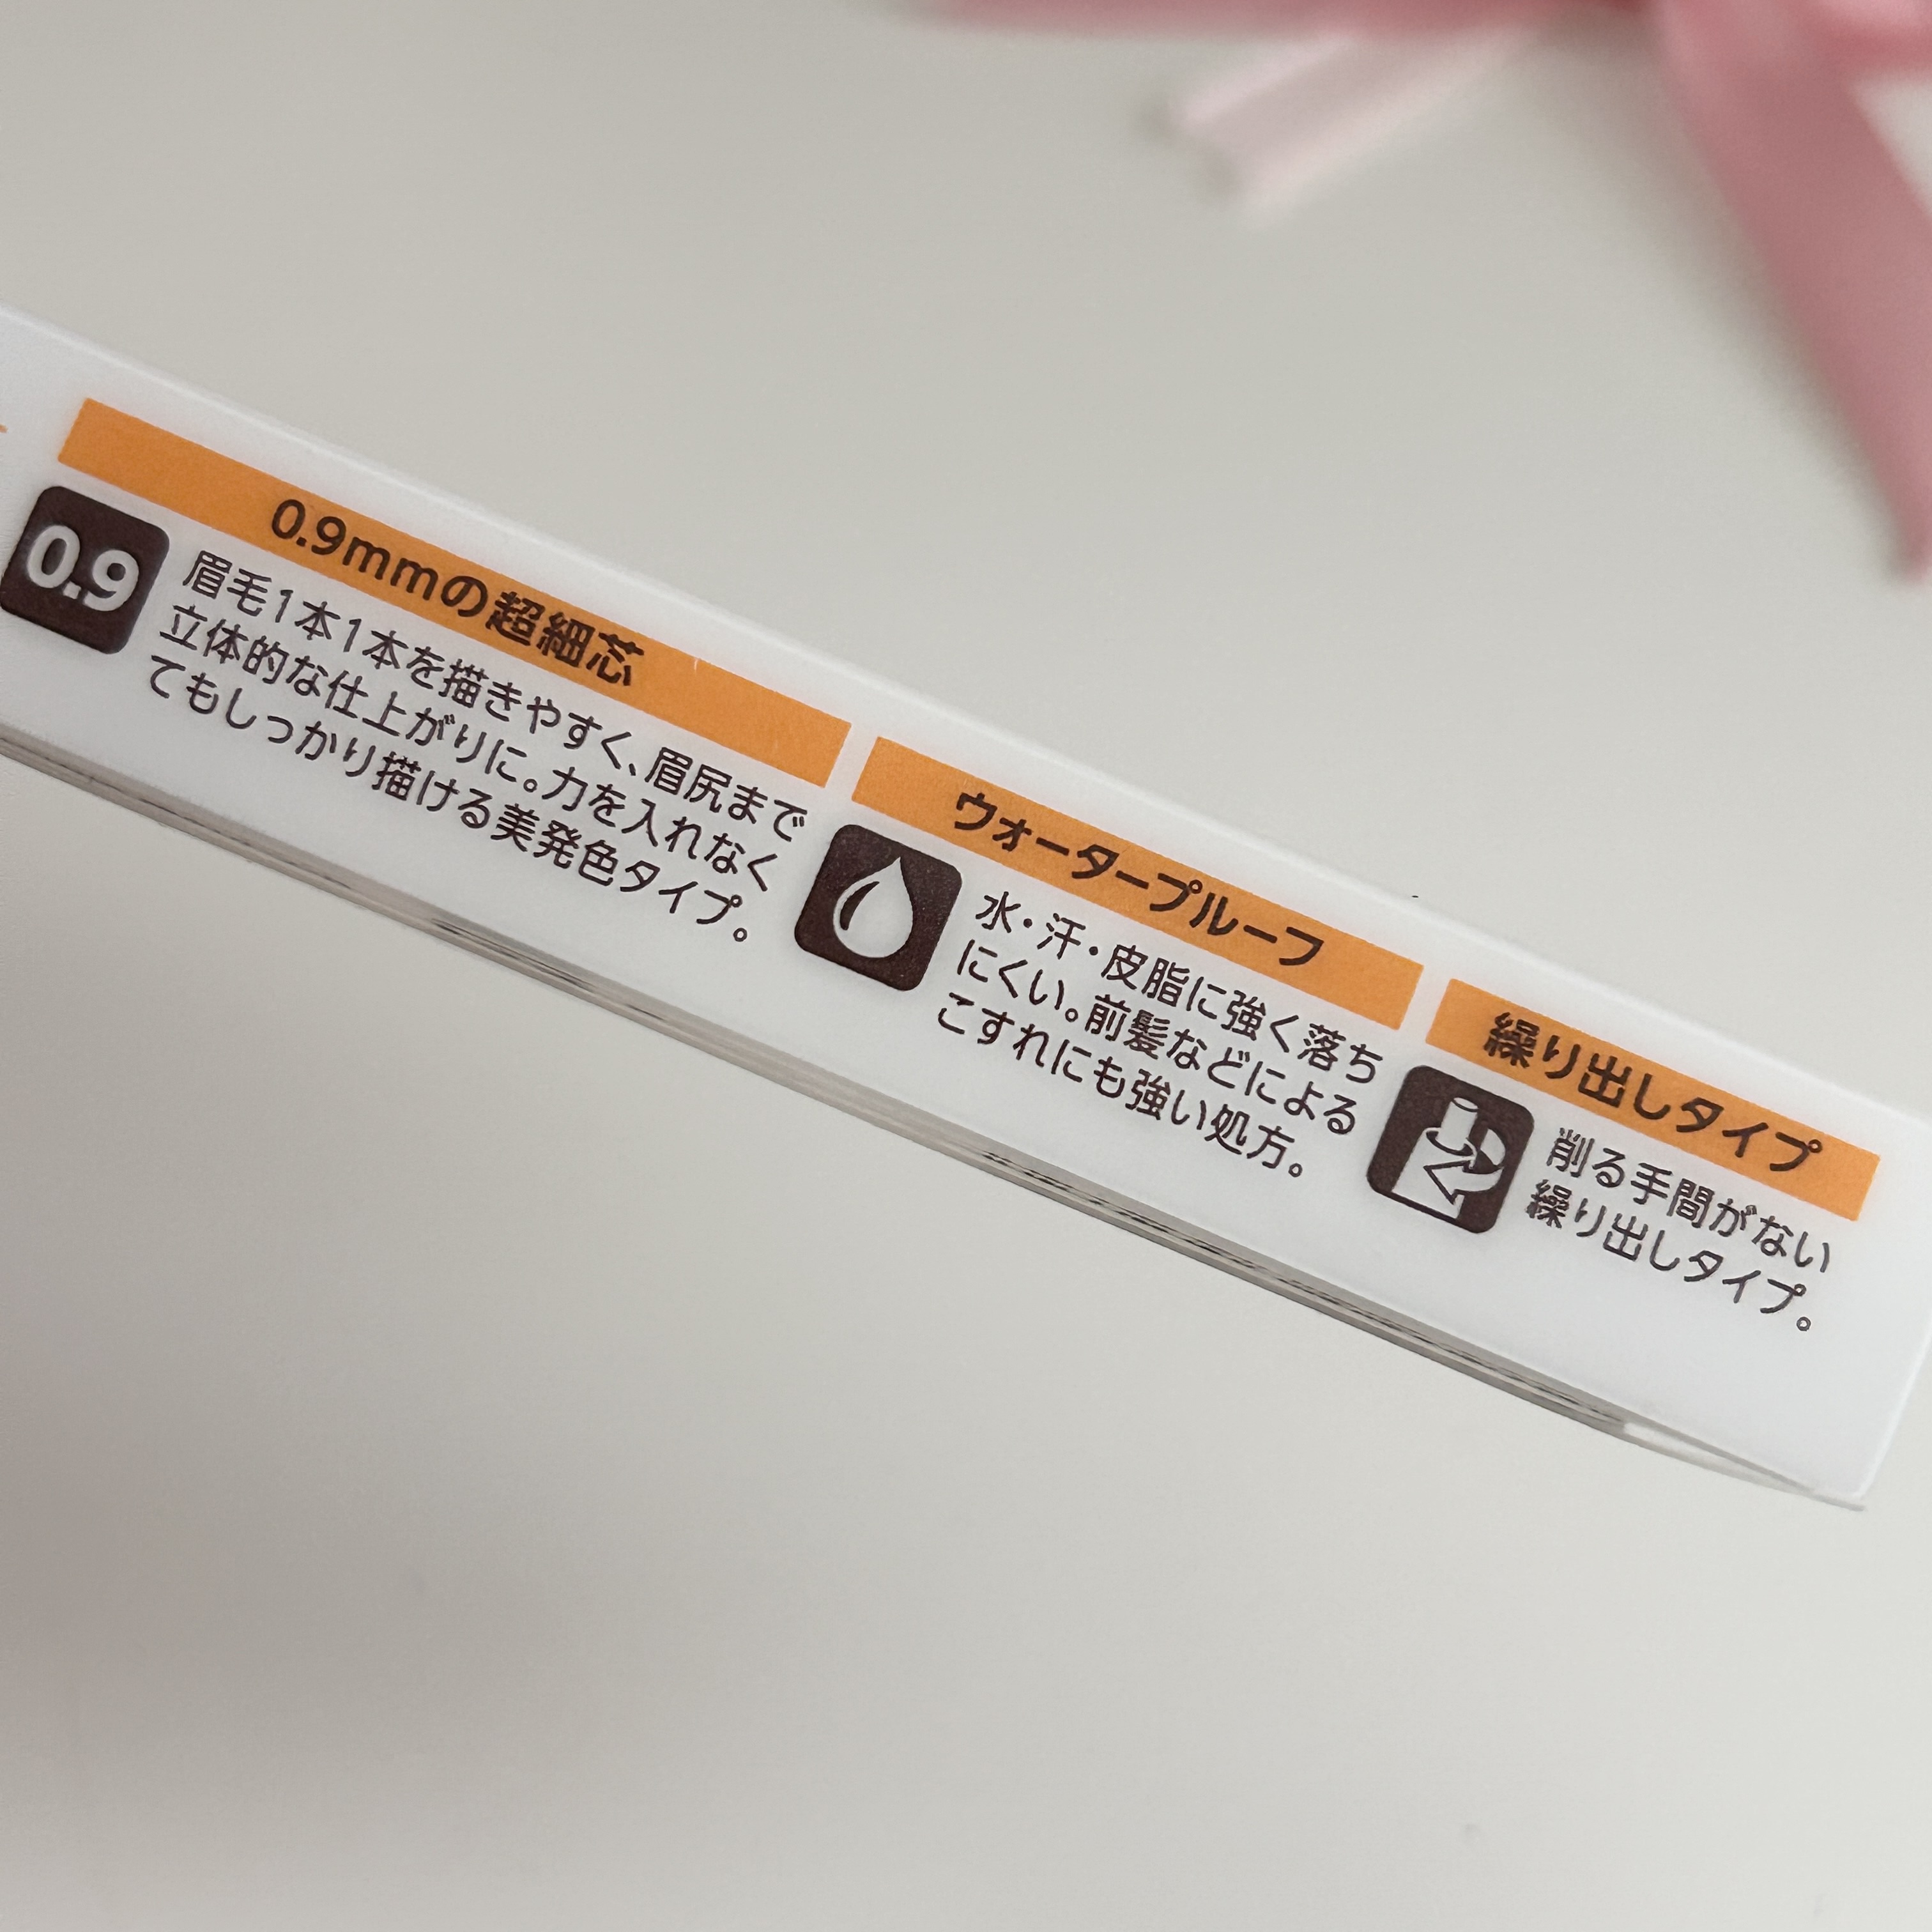 0.9mmの超細芯
0.9
眉毛1本1本を描きやすく、眉尻まで
立体的な仕上がりに。力を入れなく
てもしっかり描ける美発色タイプ。
ウォータープルーフ
水・汗・皮脂に強く落ち
にくい。前髪などによる
こすれにも強い処方。
繰り出しタイプ
削る手間がない
繰り出しタイプ。